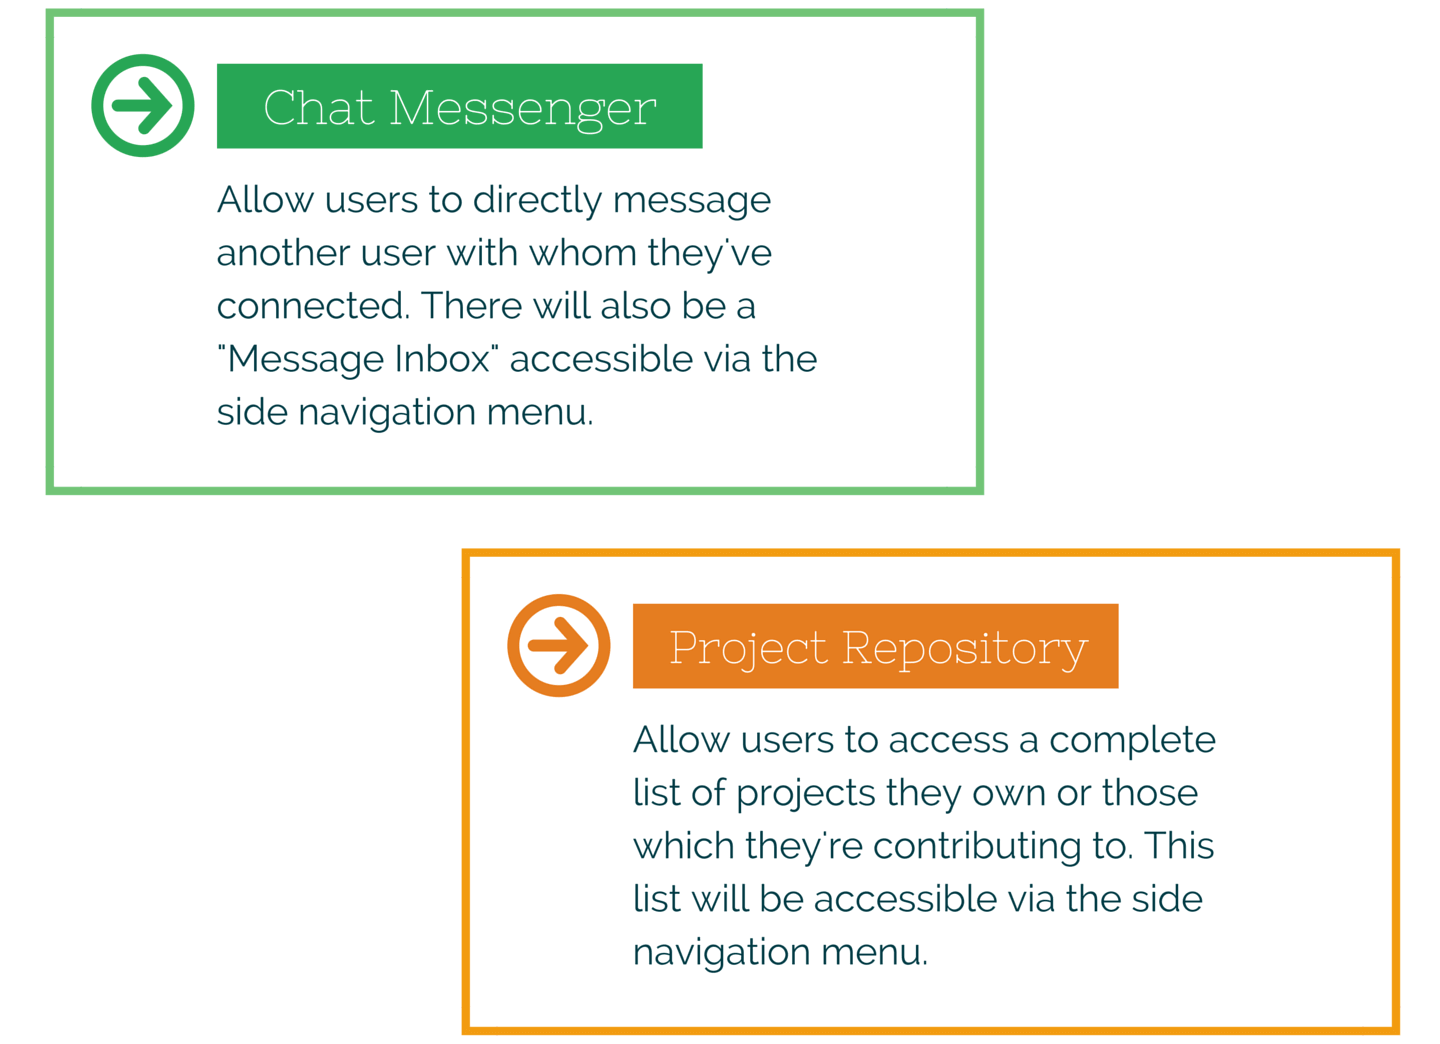 Chat Messenger
Allow users to directly message
another user with whom they've
connected. There will also be a
"Message Inbox" accessible via the
side navigation menu.
Project Repository
Allow users to access a complete
list of projects they own or those
which they're contributing to. This
list will be accessible via the side
navigation menu.